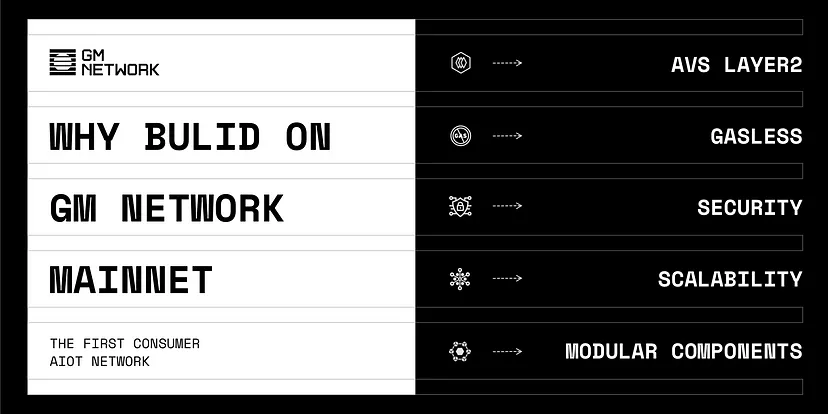 GM
NETWORK
WHY BULID ON
GM NETWORK
MAINNET
THE FIRST CONSUMER
AIOT NETWORK
AVS LAYER2
GAS
GASLESS
SECURITY
SCALABILITY
MODULAR COMPONENTS